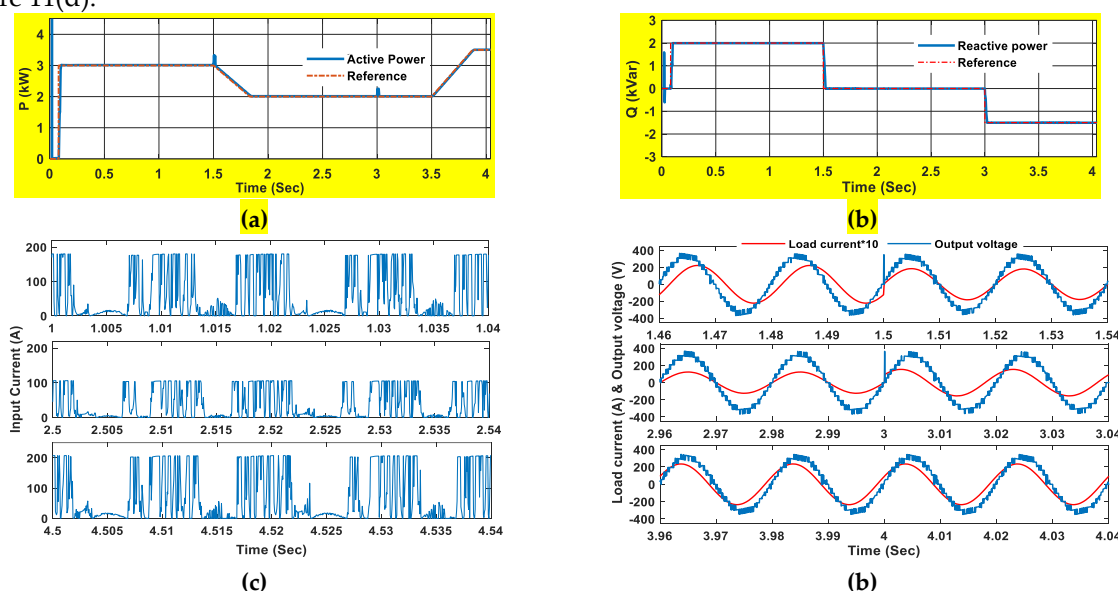 re 11(d).
Active Power
Reference
P (kW)
4
3
2
1
0
0 0.5 1 1.5 2 2.5 3 3.5 4
Time (Sec)
(a)
Reactive power
Reference
Q (kVar)
3
2
1
0
-1
-2
-3
0 0.5 1 1.5 2 2.5 3 3.5 4
Time (Sec)
(b)
Input Current (A)
200
100
0
1 1.005 1.01 1.015 1.02 1.025 1.03 1.035 1.04
200
100
0
2.5 2.505 2.51 2.515 2.52 2.525 2.53 2.535 2.54
200
100
0
4.5 4.505 4.51 4.515 4.52 4.525 4.53 4.535 4.54
Time (Sec)
(c)
Load current (A) & Output voltage (V)
Load current*10
Output voltage
400
200
0
-200
-400
1.46 1.47 1.48 1.49 1.5 1.51 1.52 1.53 1.54
400
200
0
-200
-400
2.96 2.97 2.98 2.99 3 3.01 3.02 3.03 3.04
400
200
0
-200
-400
3.96 3.97 3.98 3.99 4 4.01 4.02 4.03 4.04
Time (Sec)
(b)